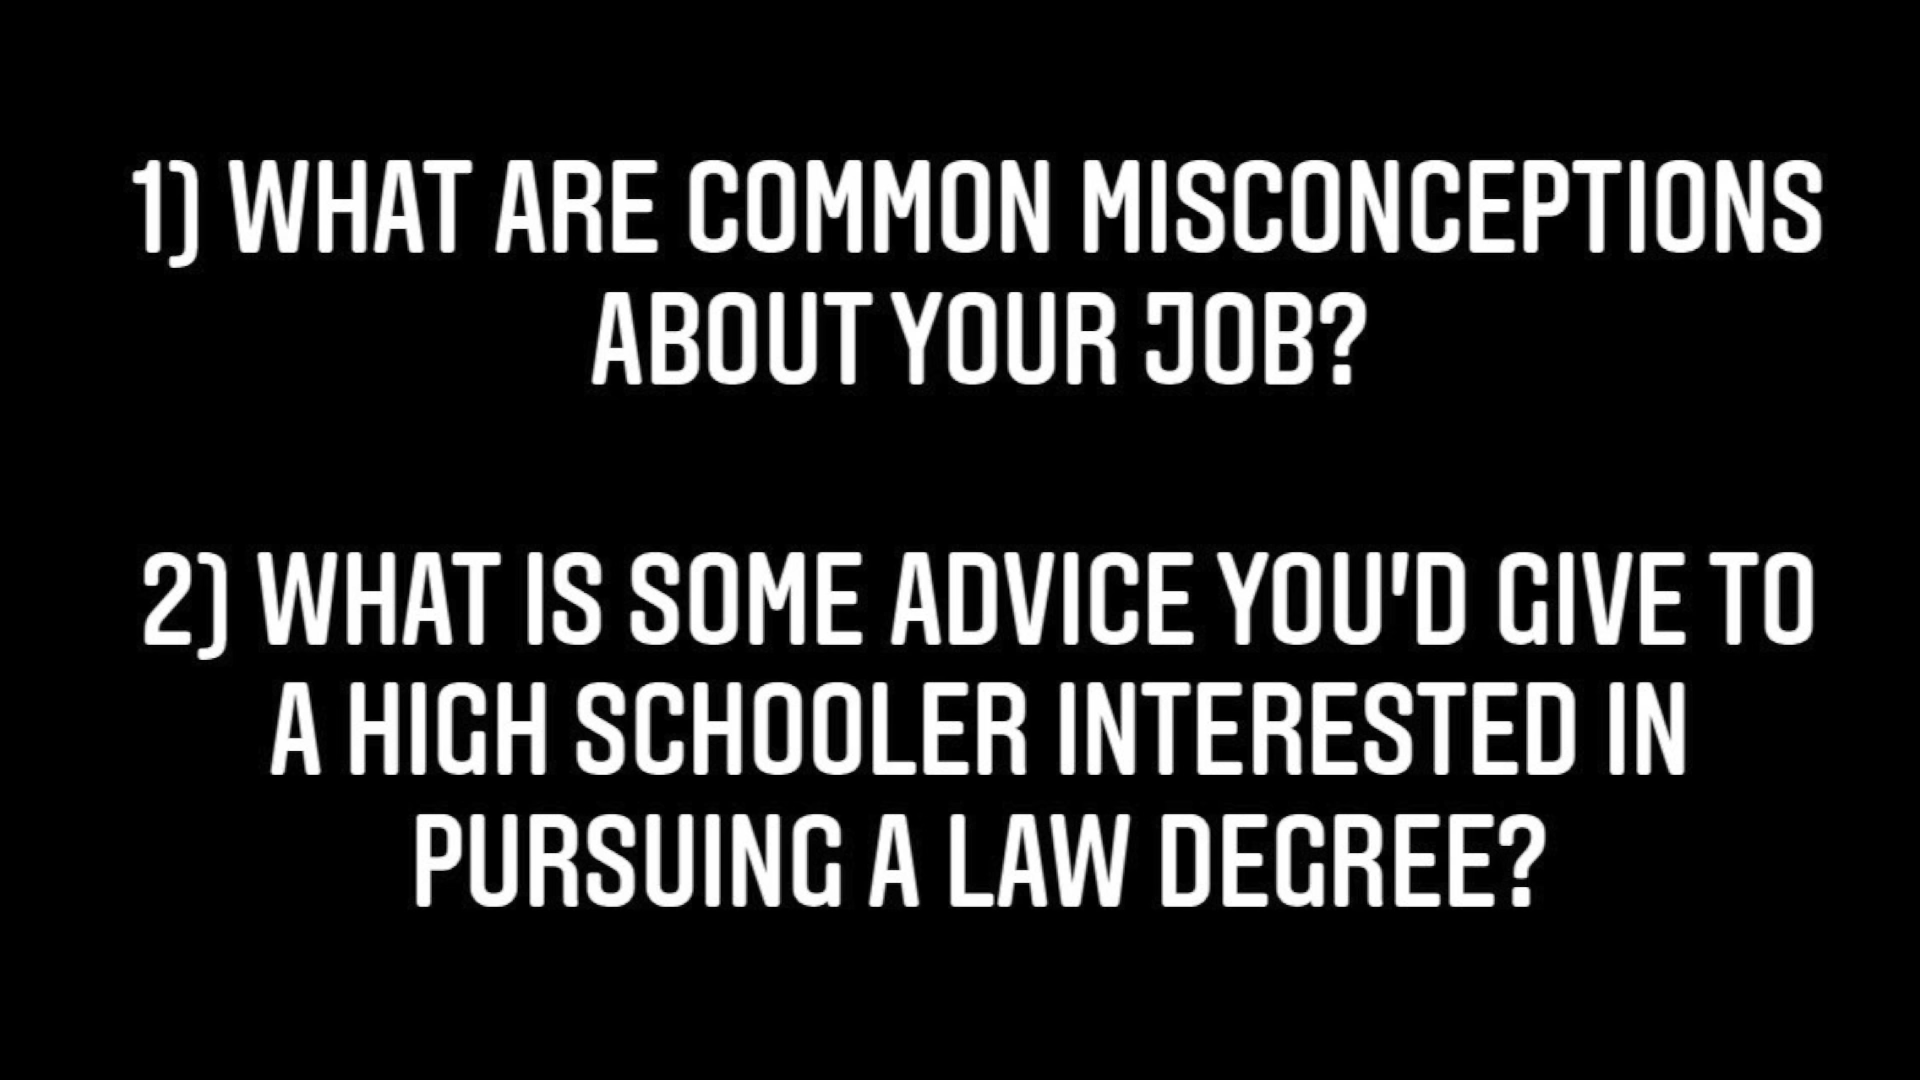 1) WHAT ARE COMMON MISCONCEPTIONS
ABOUT YOUR JOB?
2) WHAT IS SOME ADVICE YOU'D GIVE TO
A HIGH SCHOOLER INTERESTED IN
PURSUING A LAW DEGREE?